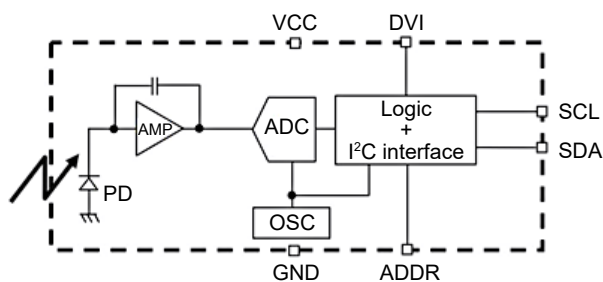 VCC DVI
AMP
ADC
Logic
+
I²C interface
SCL
SDA
PD
OSC
GND ADDR